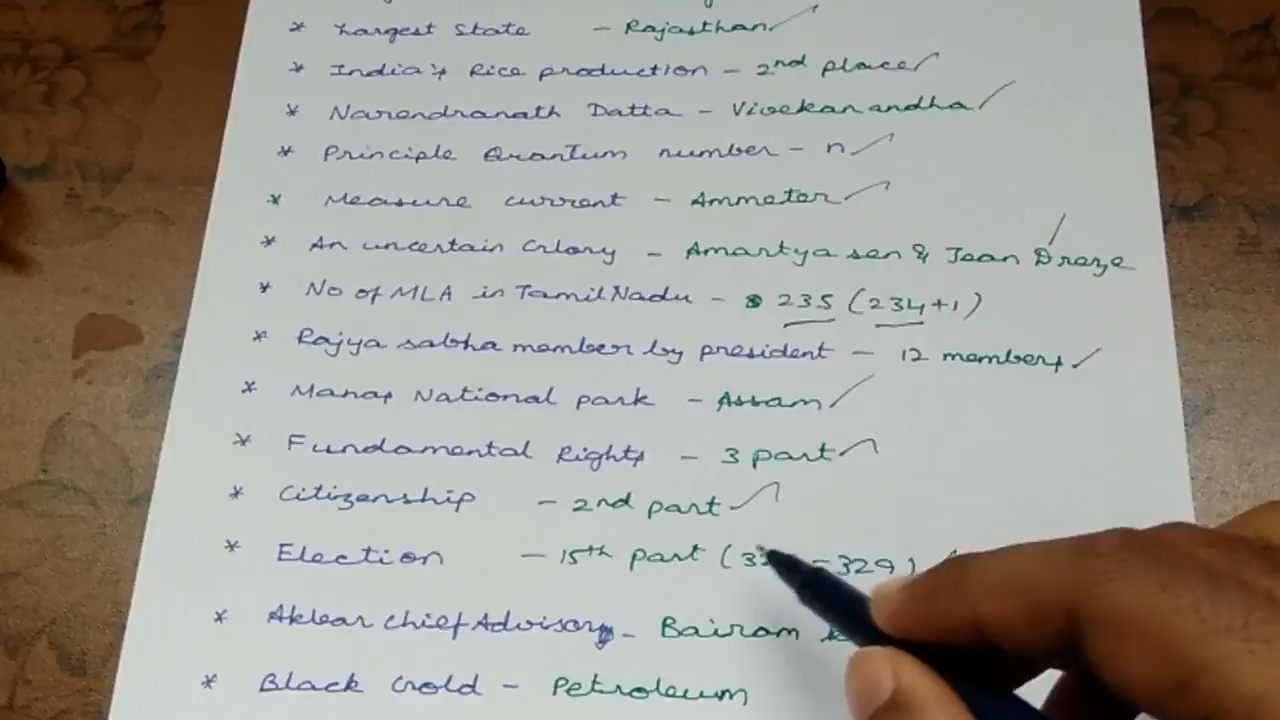 * Largest State - Rajasthan
* India's Rice production - 2nd place
* Narendranath Datta - Vivekanandha
* Principle Quantum number - n
* Measure current - Ammeter
* An uncertain Glory - Amartya sen & Jean Dreze
* No of MLA in TamilNadu - 235 (234+1)
* Rajya sabha member by president - 12 members
* Manas National park - Assam
* Fundamental Rights - 3 part
* Citizenship - 2nd part
* Election - 15th part ( -329)
* Akbar chief Advisory - Bairam
* Black Gold - Petroleum